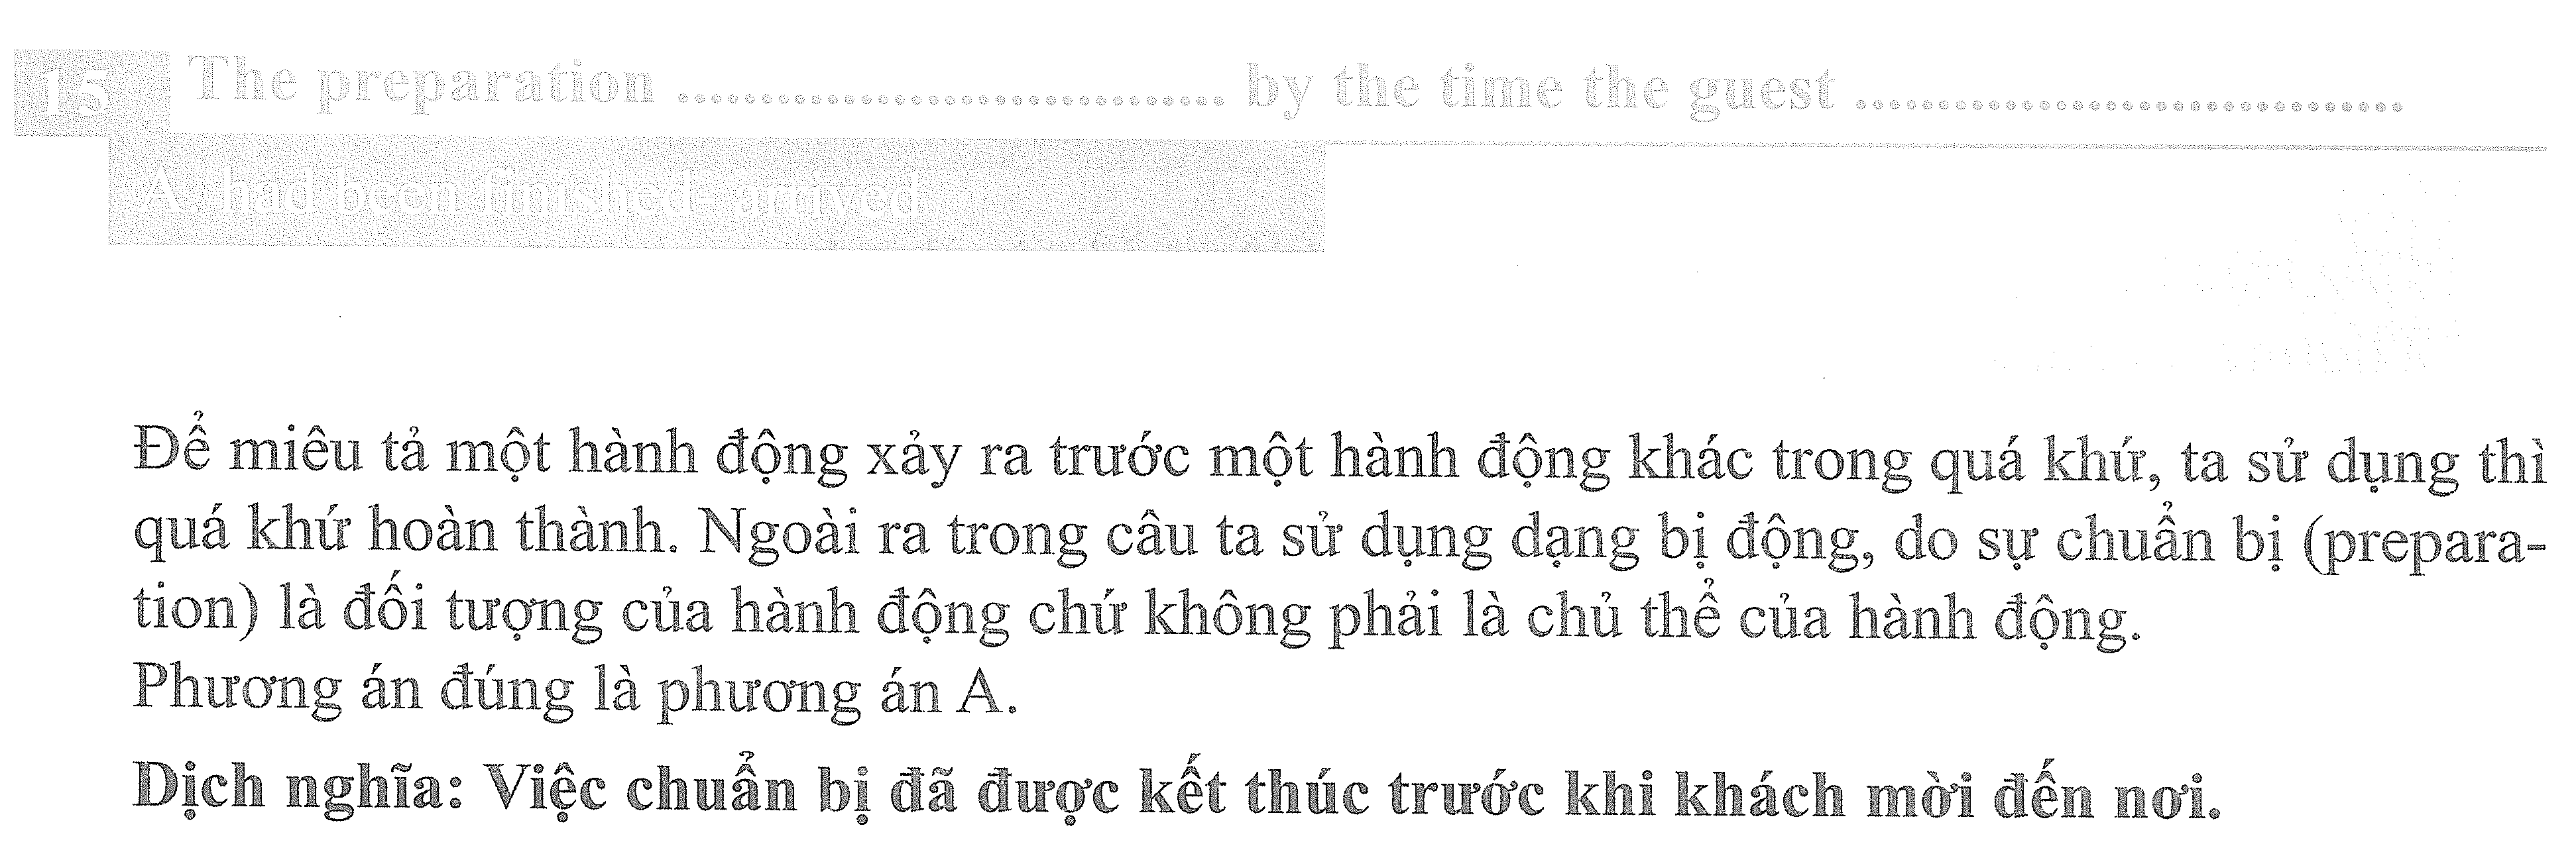 15 The preparation ................................. by the time the guest .................................
A. had been finished- arrived
Để miêu tả một hành động xảy ra trước một hành động khác trong quá khứ, ta sử dụng thì
quá khứ hoàn thành. Ngoài ra trong câu ta sử dụng dạng bị động, do sự chuẩn bị (prepara-
tion) là đối tượng của hành động chứ không phải là chủ thể của hành động.
Phương án đúng là phương án A.
Dịch nghĩa: Việc chuẩn bị đã được kết thúc trước khi khách mời đến nơi.